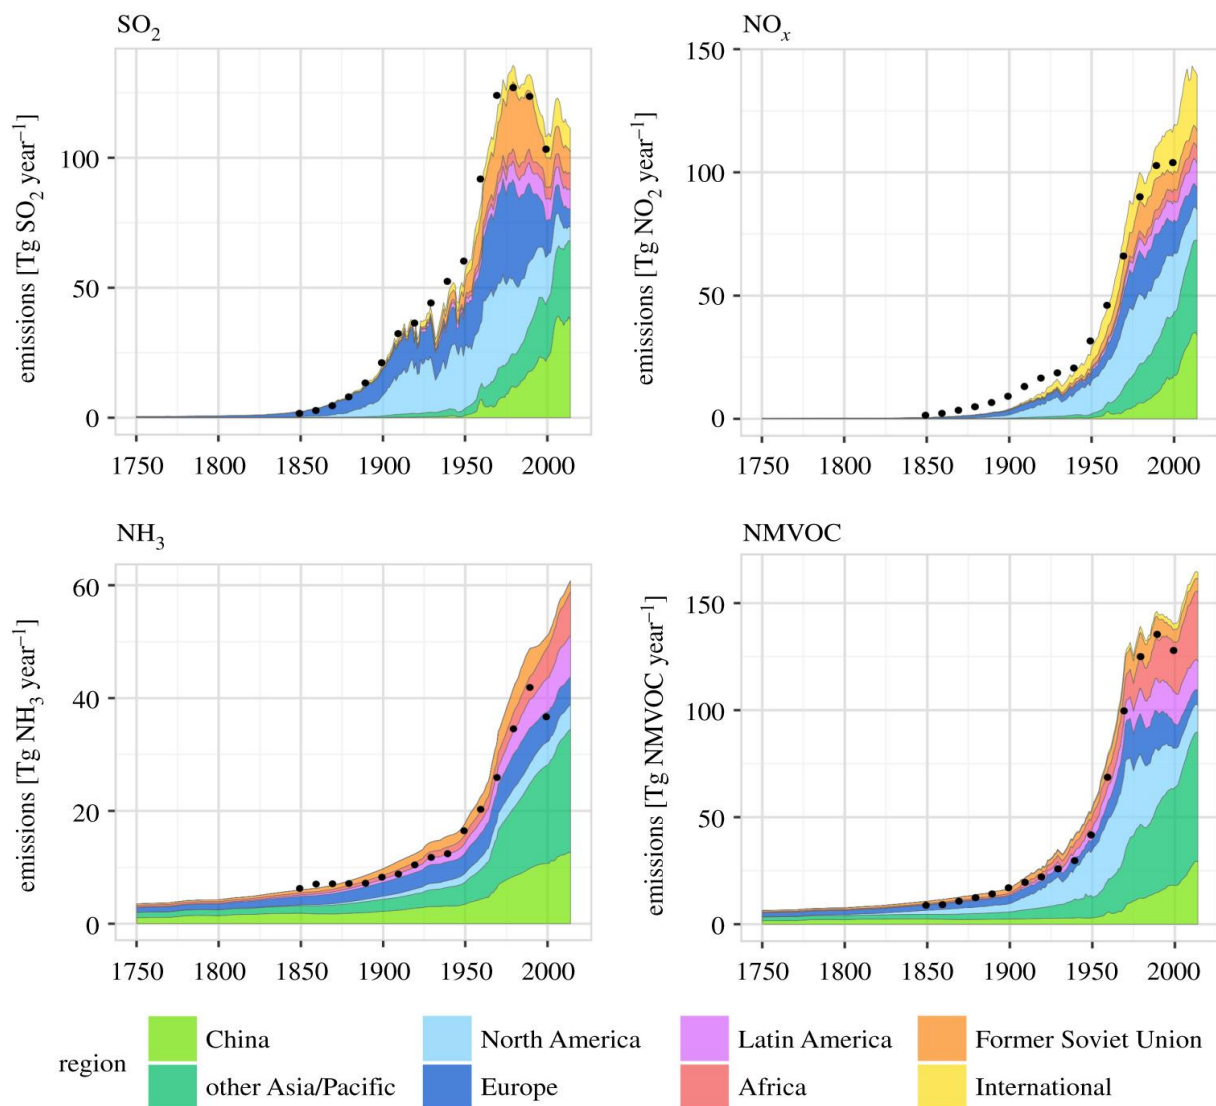 SO2
emissions [Tg SO2 year−1]
100
50
0
1750 1800 1850 1900 1950 2000
NOx
emissions [Tg NO2 year−1]
150
100
50
0
1750 1800 1850 1900 1950 2000
NH3
emissions [Tg NH3 year−1]
60
40
20
0
1750 1800 1850 1900 1950 2000
NMVOC
emissions [Tg NMVOC year−1]
150
100
50
0
1750 1800 1850 1900 1950 2000
region
China
other Asia/Pacific
North America
Europe
Latin America
Africa
Former Soviet Union
International